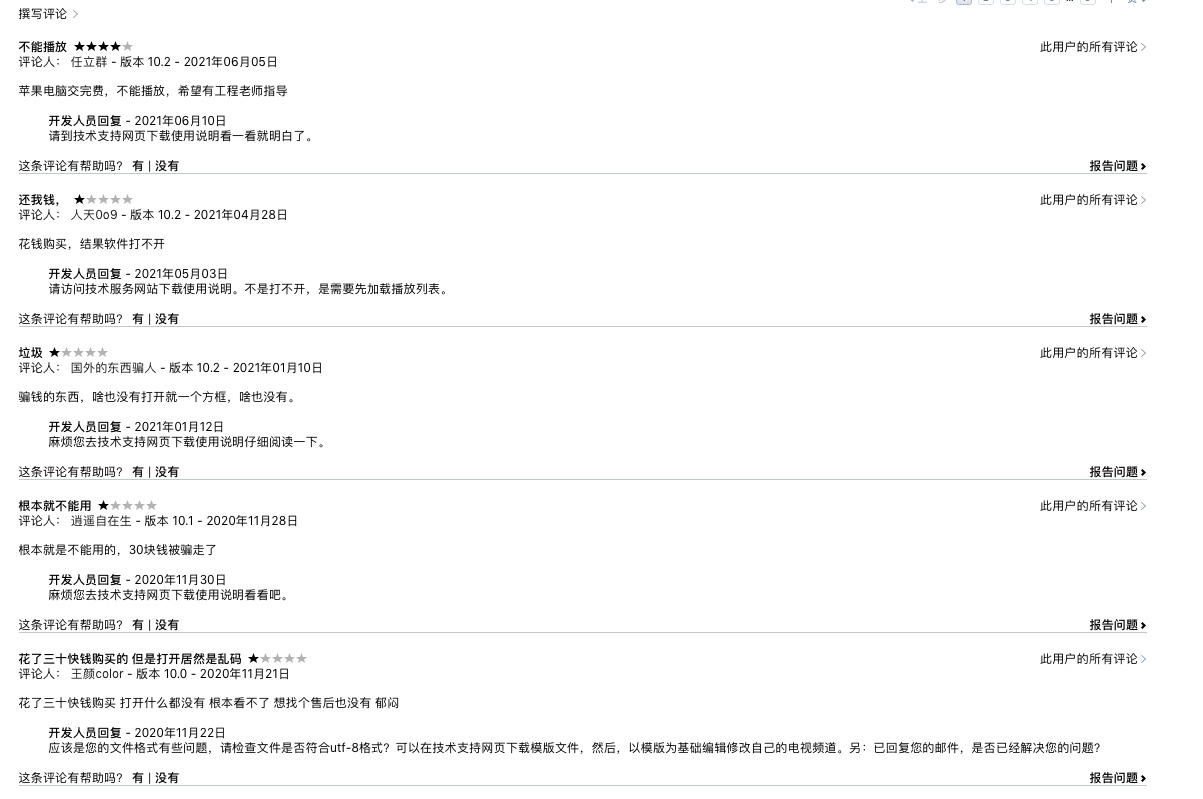 撰写评论
不能播放
此用户的所有评论
评论人： 任立群 - 版本 10.2 - 2021年06月05日
苹果电脑交完费，不能播放，希望有工程老师指导
开发人员回复 - 2021年06月10日
请到技术支持网页下载使用说明看一看就明白了。
这条评论有帮助吗？ 有 | 没有
报告问题
还我钱，
此用户的所有评论
评论人： 人天0o9 - 版本 10.2 - 2021年04月28日
花钱购买，结果软件打不开
开发人员回复 - 2021年05月03日
请访问技术服务网站下载使用说明。不是打不开，是需要先加载播放列表。
这条评论有帮助吗？ 有 | 没有
报告问题
垃圾
此用户的所有评论
评论人： 国外的东西骗人 - 版本 10.2 - 2021年01月10日
骗钱的东西，啥也没有打开就一个方框，啥也没有。
开发人员回复 - 2021年01月12日
麻烦您去技术支持网页下载使用说明仔细阅读一下。
这条评论有帮助吗？ 有 | 没有
报告问题
根本就不能用
此用户的所有评论
评论人： 逍遥自在生 - 版本 10.1 - 2020年11月28日
根本就是不能用的，30块钱被骗走了
开发人员回复 - 2020年11月30日
麻烦您去技术支持网页下载使用说明看看吧。
这条评论有帮助吗？ 有 | 没有
报告问题
花了三十快钱购买的 但是打开居然是乱码
此用户的所有评论
评论人： 王颜color - 版本 10.0 - 2020年11月21日
花了三十快钱购买 打开什么都没有 根本看不了 想找个售后也没有 郁闷
开发人员回复 - 2020年11月22日
应该是您的文件格式有些问题，请检查文件是否符合utf-8格式？可以在技术支持网页下载模版文件，然后，以模版为基础编辑修改自己的电视频道。另：已回复您的邮件，是否已经解决您的问题？
这条评论有帮助吗？ 有 | 没有
报告问题